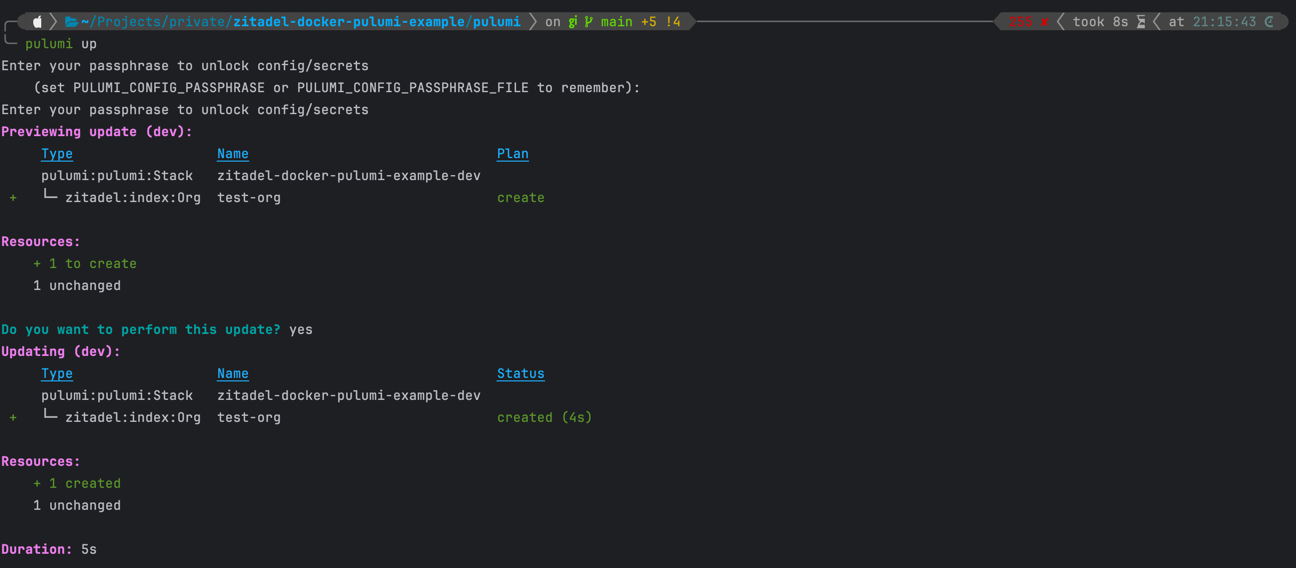 ~/Projects/private/zitadel-docker-pulumi-example/pulumi on gi main +5 !4 255 ✘ took 8s at 21:15:43
pulumi up
Enter your passphrase to unlock config/secrets
(set PULUMI_CONFIG_PASSPHRASE or PULUMI_CONFIG_PASSPHRASE_FILE to remember):
Enter your passphrase to unlock config/secrets
Previewing update (dev):
Type Name Plan
pulumi:pulumi:Stack zitadel-docker-pulumi-example-dev
+ └─ zitadel:index:Org test-org create
Resources:
+ 1 to create
1 unchanged
Do you want to perform this update? yes
Updating (dev):
Type Name Status
pulumi:pulumi:Stack zitadel-docker-pulumi-example-dev
+ └─ zitadel:index:Org test-org created (4s)
Resources:
+ 1 created
1 unchanged
Duration: 5s